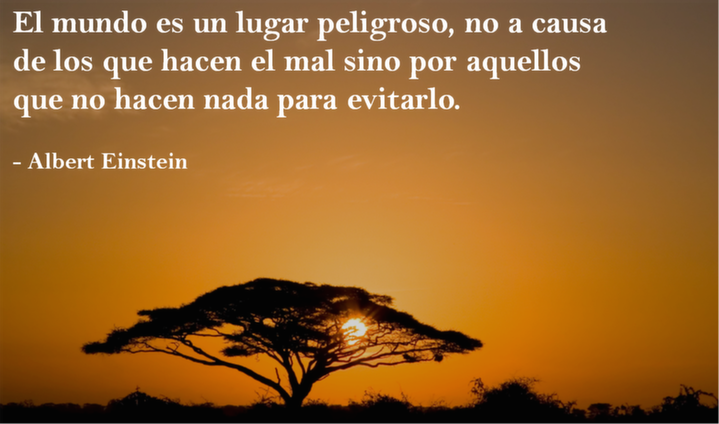 El mundo es un lugar peligroso, no a causa
de los que hacen el mal sino por aquellos
que no hacen nada para evitarlo.
- Albert Einstein